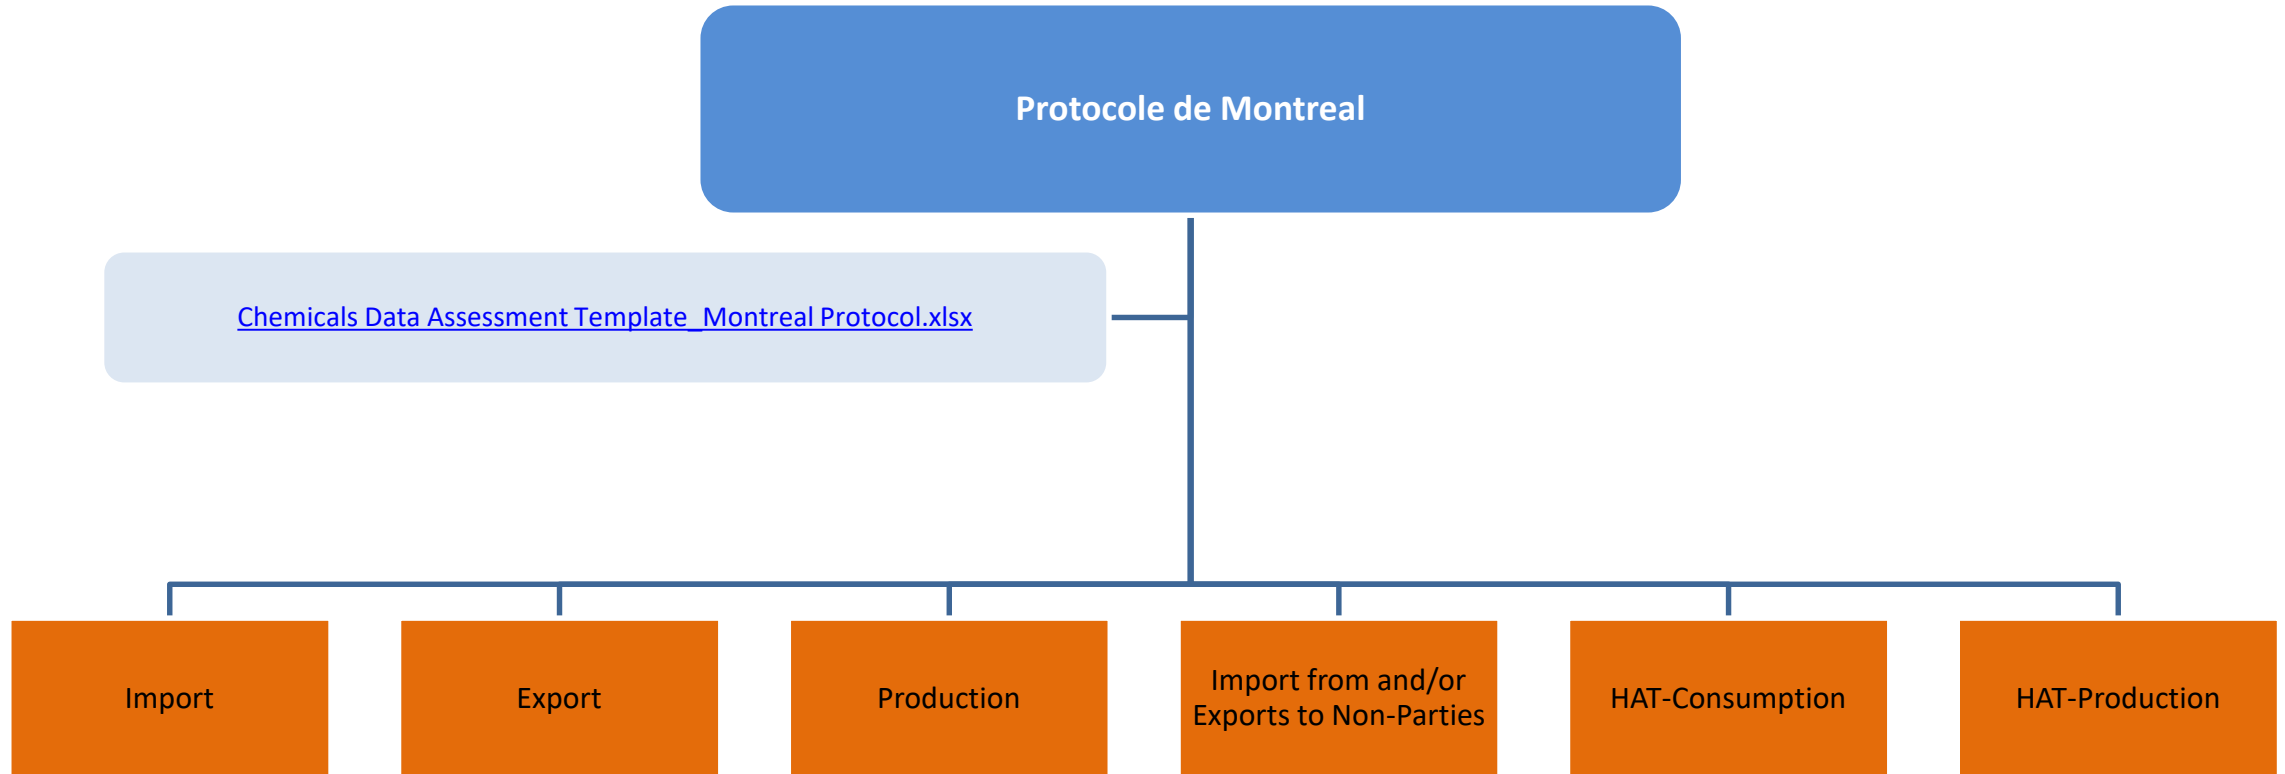 Protocole de Montreal
Chemicals Data Assessment Template_Montreal Protocol.xlsx
Import
Export
Production
Import from and/or
Exports to Non-Parties
HAT-Consumption
HAT-Production